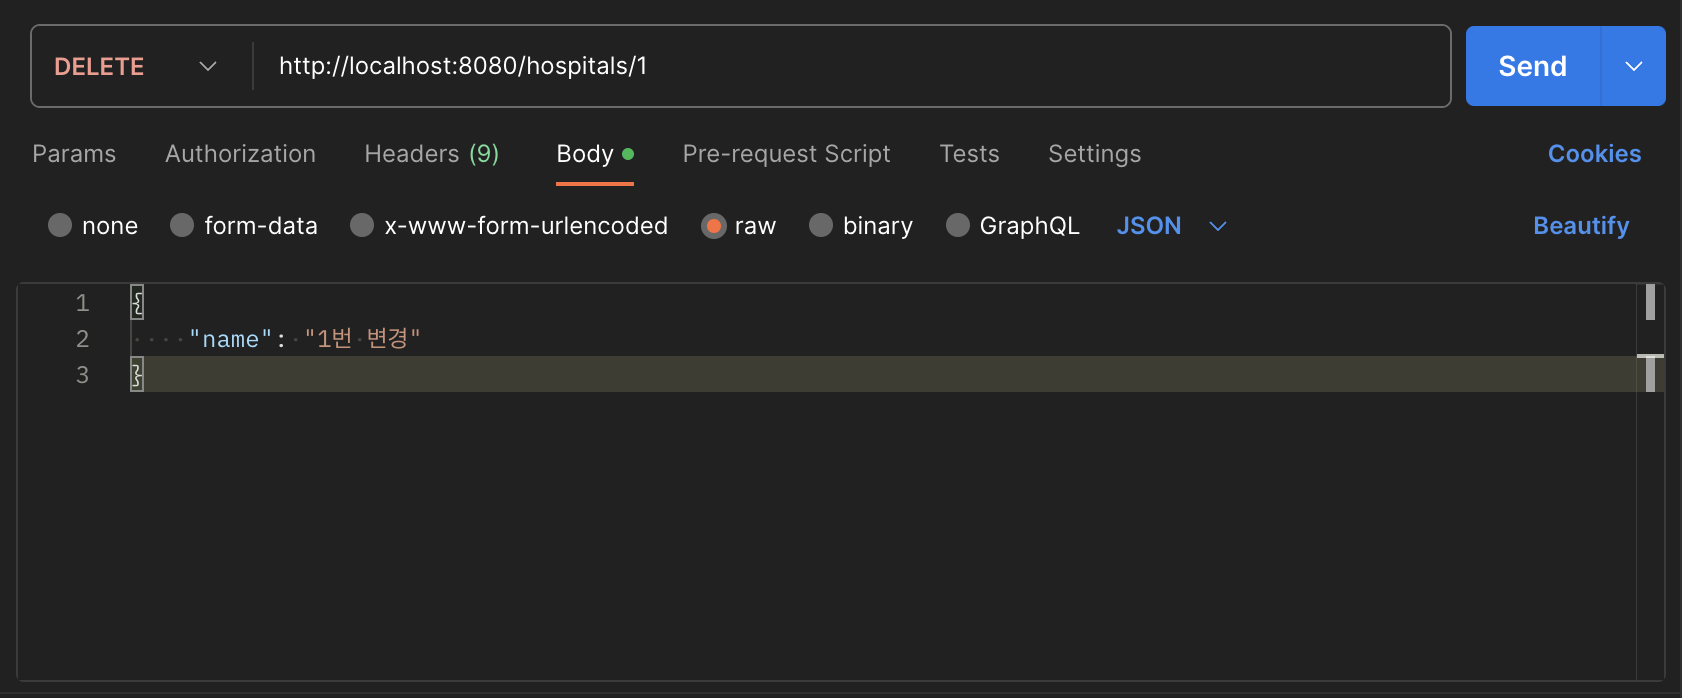 DELETE http://localhost:8080/hospitals/1 Send
Params Authorization Headers (9) Body Pre-request Script Tests Settings Cookies
none form-data x-www-form-urlencoded raw binary GraphQL JSON Beautify
1 {
2 "name": "1번 변경"
3 }